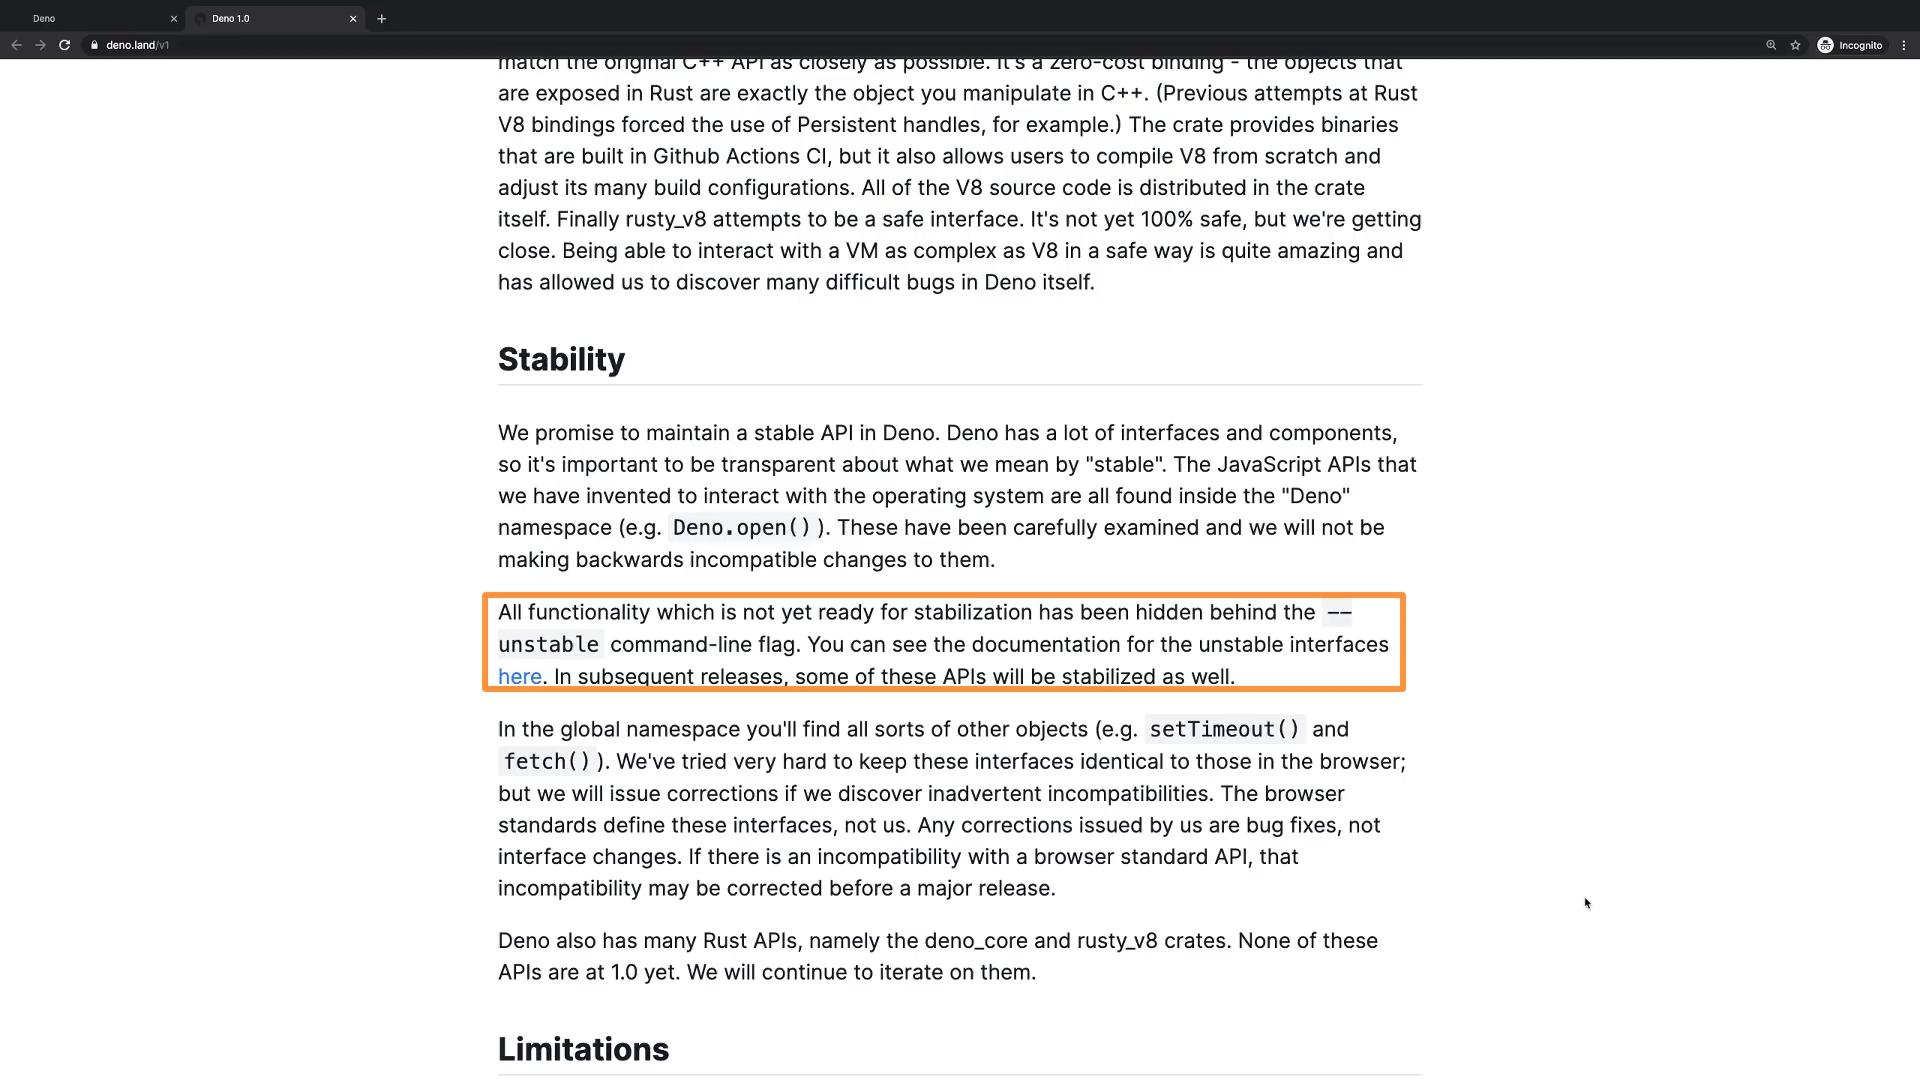 Deno
Deno 1.0
deno.land/v1
Incognito
match the original C++ API as closely as possible. It's a zero-cost binding - the objects that
are exposed in Rust are exactly the object you manipulate in C++. (Previous attempts at Rust
V8 bindings forced the use of Persistent handles, for example.) The crate provides binaries
that are built in Github Actions CI, but it also allows users to compile V8 from scratch and
adjust its many build configurations. All of the V8 source code is distributed in the crate
itself. Finally rusty_v8 attempts to be a safe interface. It's not yet 100% safe, but we're getting
close. Being able to interact with a VM as complex as V8 in a safe way is quite amazing and
has allowed us to discover many difficult bugs in Deno itself.
Stability
We promise to maintain a stable API in Deno. Deno has a lot of interfaces and components,
so it's important to be transparent about what we mean by "stable". The JavaScript APIs that
we have invented to interact with the operating system are all found inside the "Deno"
namespace (e.g. Deno.open() ). These have been carefully examined and we will not be
making backwards incompatible changes to them.
All functionality which is not yet ready for stabilization has been hidden behind the --
unstable command-line flag. You can see the documentation for the unstable interfaces
here. In subsequent releases, some of these APIs will be stabilized as well.
In the global namespace you'll find all sorts of other objects (e.g. setTimeout() and
fetch() ). We've tried very hard to keep these interfaces identical to those in the browser;
but we will issue corrections if we discover inadvertent incompatibilities. The browser
standards define these interfaces, not us. Any corrections issued by us are bug fixes, not
interface changes. If there is an incompatibility with a browser standard API, that
incompatibility may be corrected before a major release.
Deno also has many Rust APIs, namely the deno_core and rusty_v8 crates. None of these
APIs are at 1.0 yet. We will continue to iterate on them.
Limitations